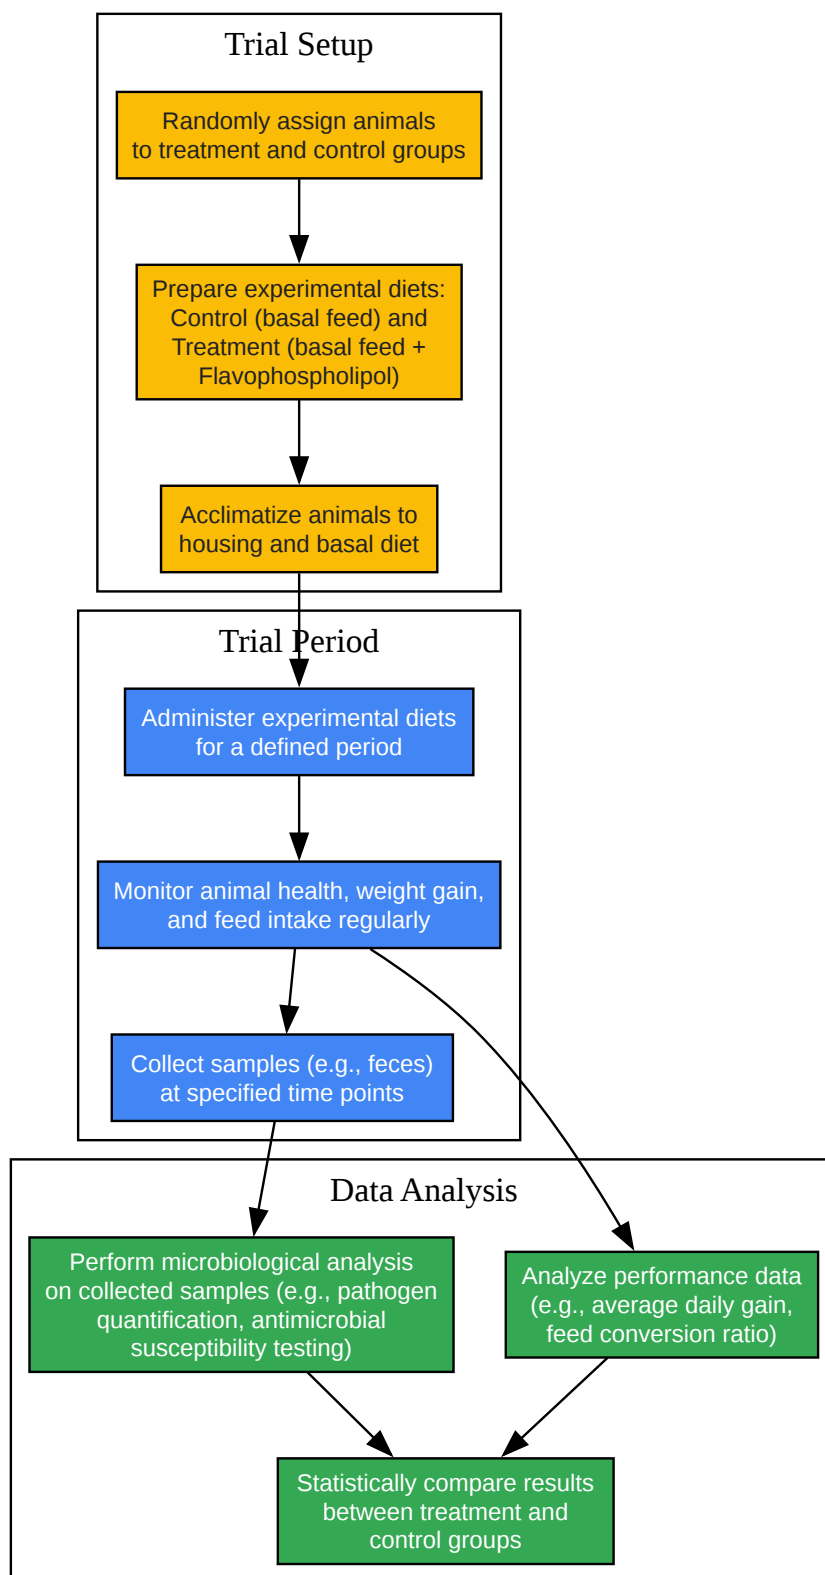 Trial Setup
Randomly assign animals
to treatment and control groups
Prepare experimental diets:
Control (basal feed) and
Treatment (basal feed +
Flavophospholipol)
Acclimatize animals to
housing and basal diet
Trial Period
Administer experimental diets
for a defined period
Monitor animal health, weight gain,
and feed intake regularly
Collect samples (e.g., feces)
at specified time points
Data Analysis
Perform microbiological analysis
on collected samples (e.g., pathogen
quantification, antimicrobial
susceptibility testing)
Analyze performance data
(e.g., average daily gain,
feed conversion ratio)
Statistically compare results
between treatment and
control groups